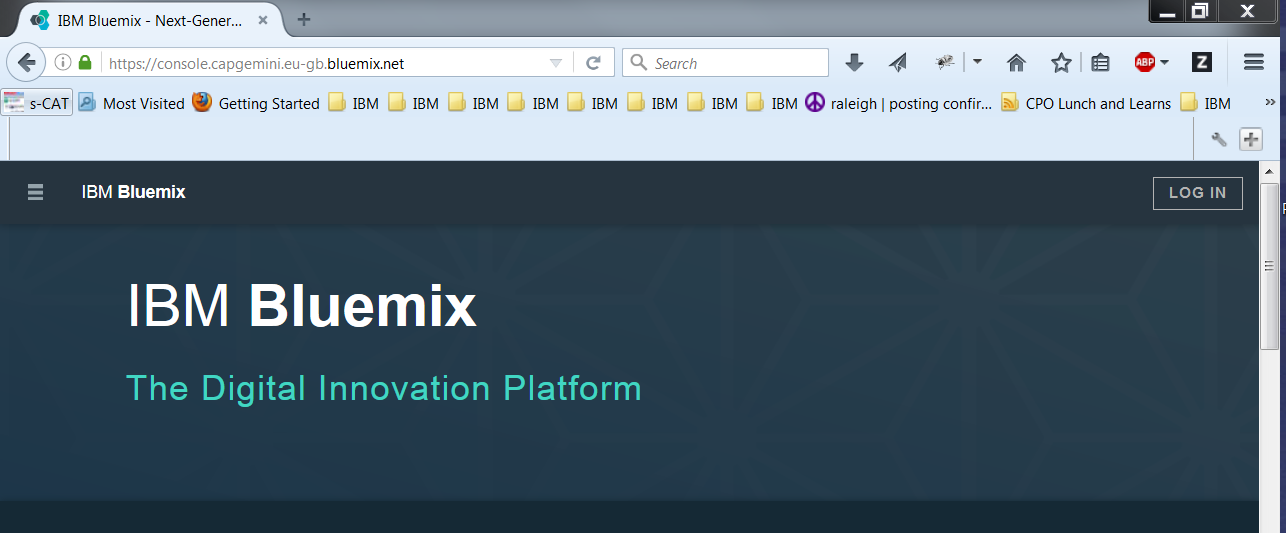 IBM Bluemix - Next-Gener...
https://console.capgemini.eu-gb.bluemix.net
Search
ABP
Z
s-CAT Most Visited Getting Started IBM IBM IBM IBM IBM IBM IBM IBM raleigh | posting confir... CPO Lunch and Learns IBM
IBM Bluemix
LOG IN
IBM Bluemix
The Digital Innovation Platform